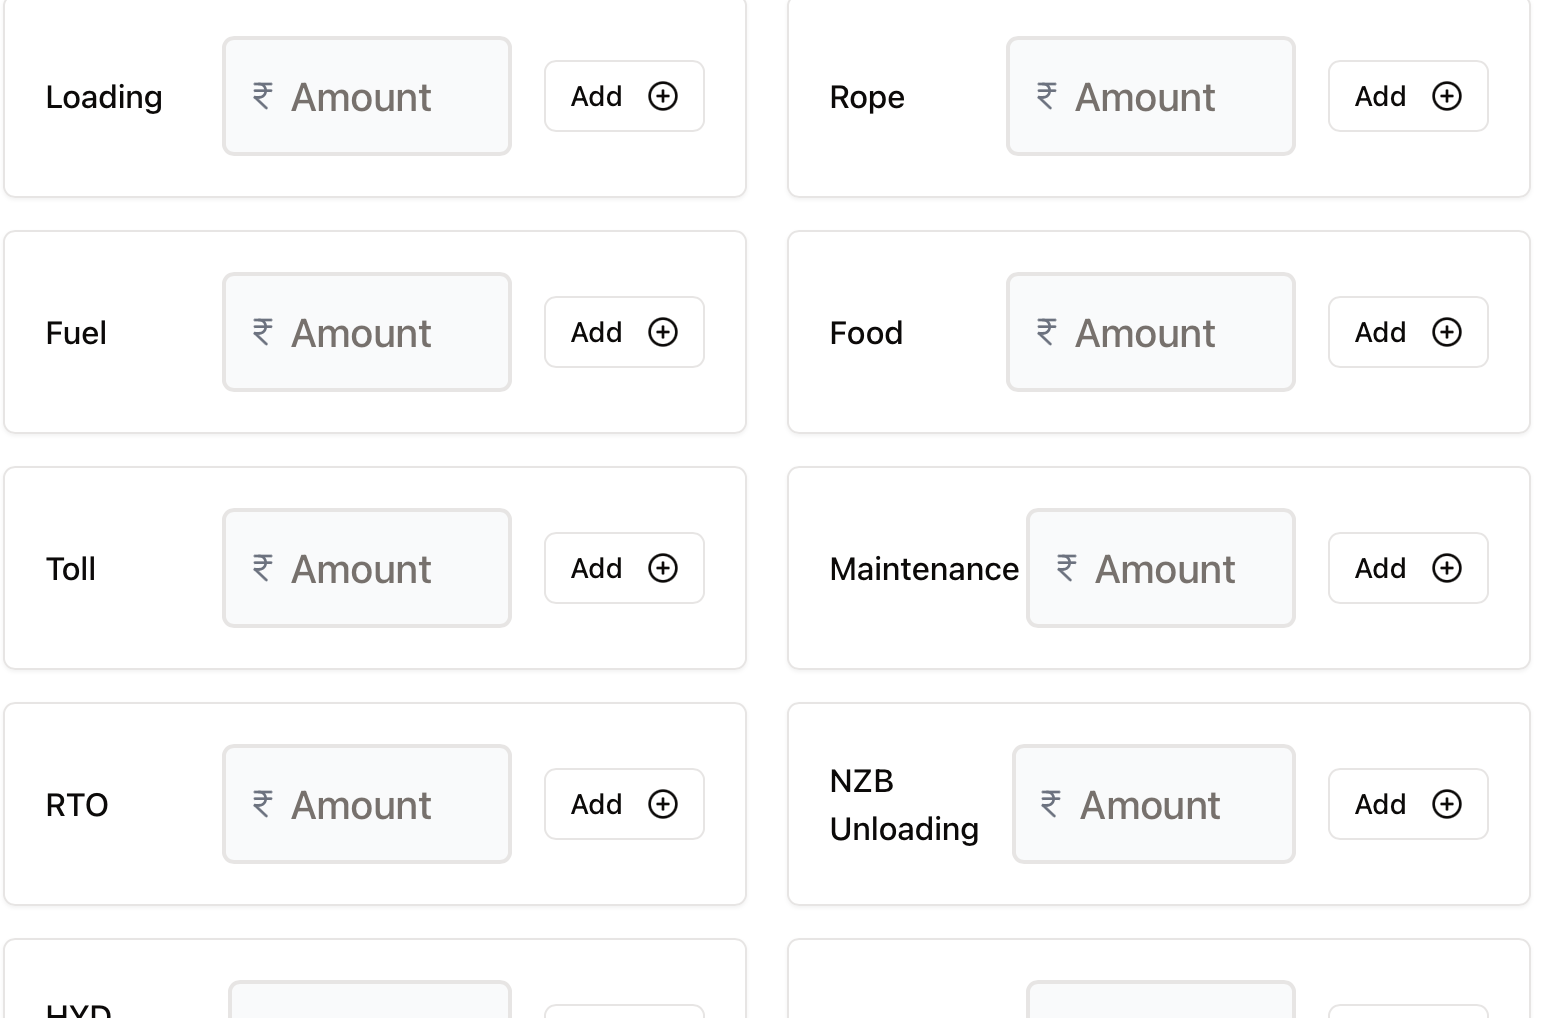 Loading ₹ Amount Add
Rope ₹ Amount Add
Fuel ₹ Amount Add
Food ₹ Amount Add
Toll ₹ Amount Add
Maintenance ₹ Amount Add
RTO ₹ Amount Add
NZB
Unloading ₹ Amount Add
HYD